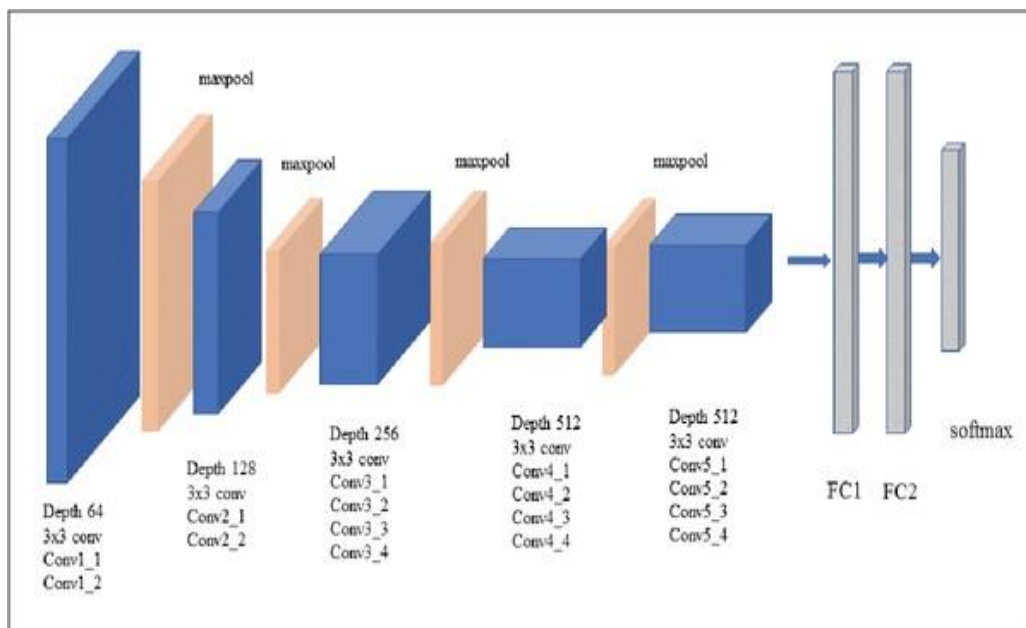 maxpool
maxpool
maxpool
maxpool
Depth 64
3x3 conv
Conv1_1
Conv1_2
Depth 128
3x3 conv
Conv2_1
Conv2_2
Depth 256
3x3 conv
Conv3_1
Conv3_2
Conv3_3
Conv3_4
Depth 512
3x3 conv
Conv4_1
Conv4_2
Conv4_3
Conv4_4
Depth 512
3x3 conv
Conv5_1
Conv5_2
Conv5_3
Conv5_4
FC1
FC2
softmax